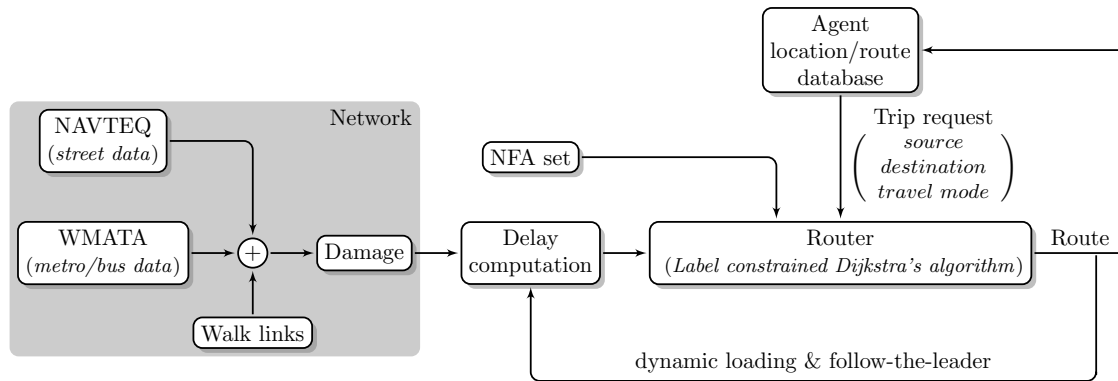 Agent
location/route
database
Network
NAVTEQ
(street data)
Trip request
source
destination
travel mode
NFA set
WMATA
(metro/bus data)
+
Damage
Delay
computation
Router
(Label constrained Dijkstra's algorithm)
Route
Walk links
dynamic loading & follow-the-leader